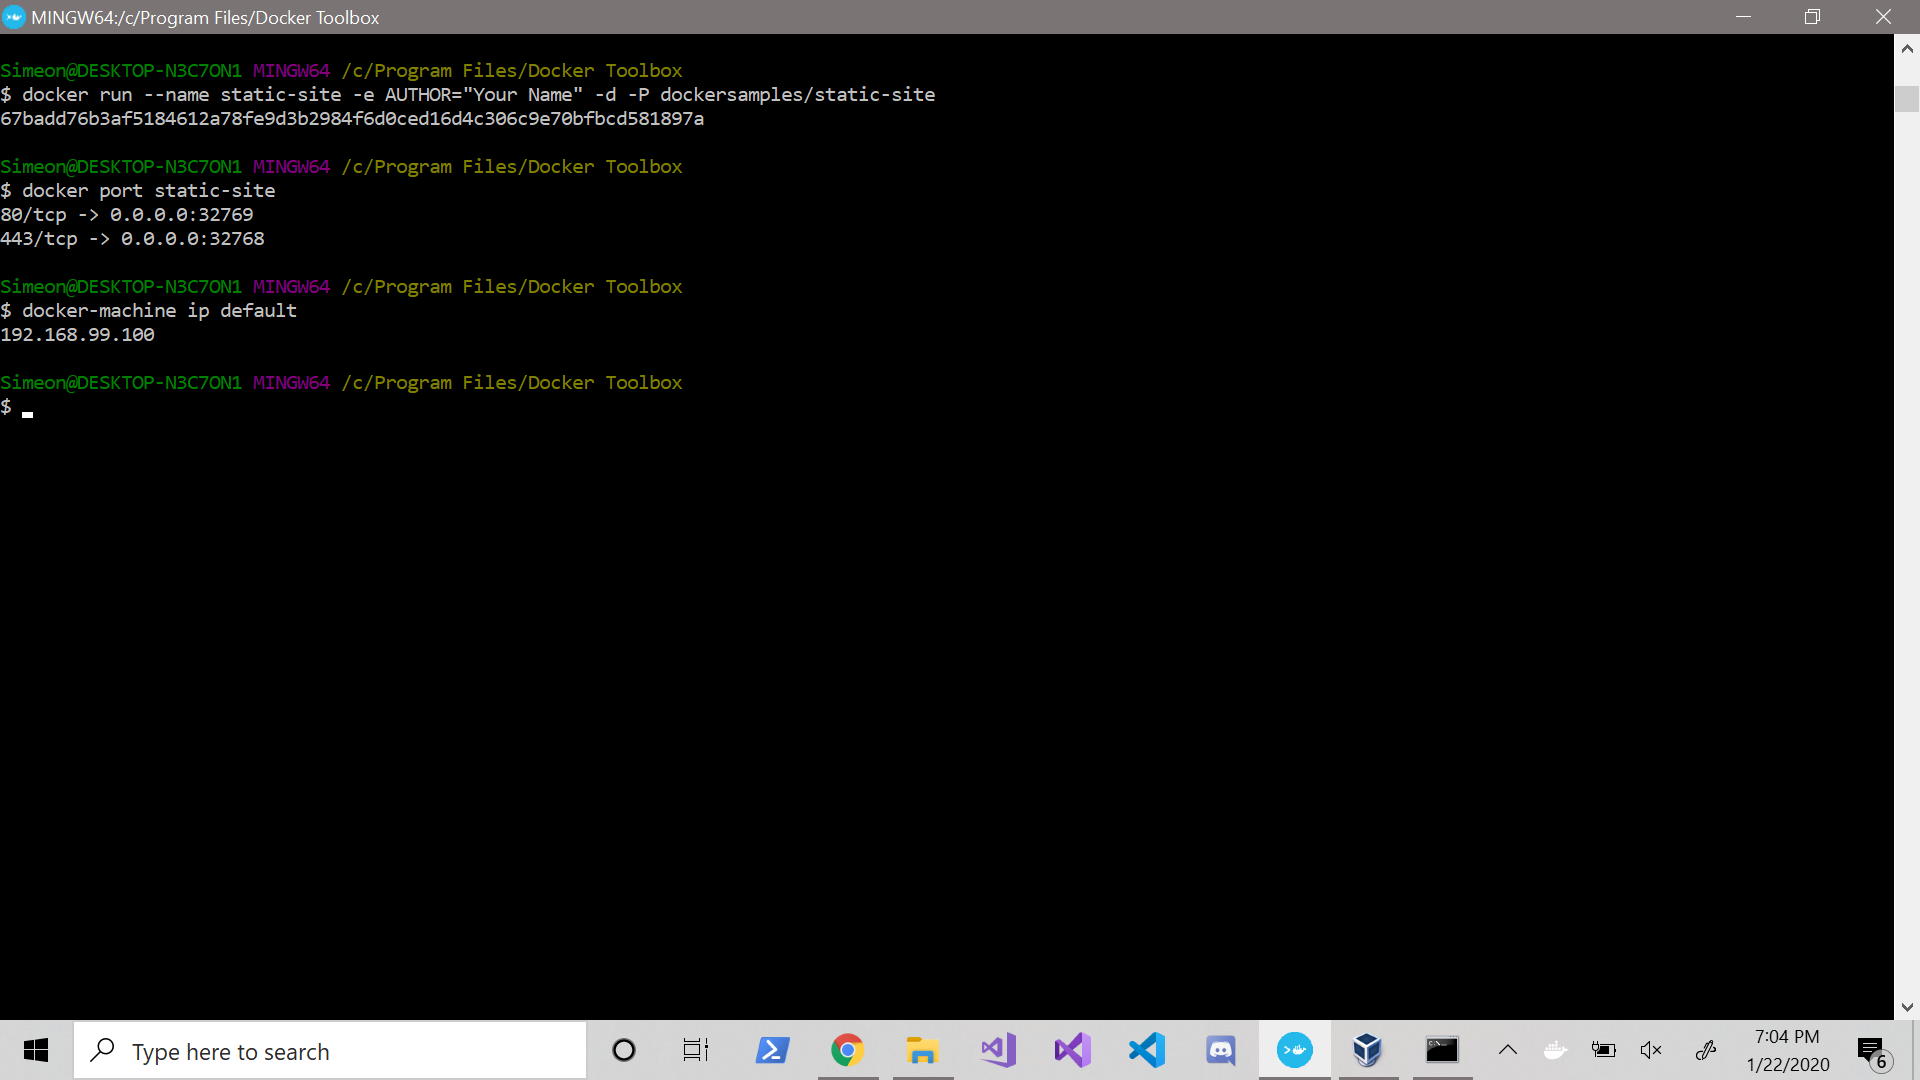 MINGW64:/c/Program Files/Docker Toolbox
Simeon@DESKTOP-N3C7ON1 MINGW64 /c/Program Files/Docker Toolbox
$ docker run --name static-site -e AUTHOR="Your Name" -d -P dockersamples/static-site
67badd76b3af5184612a78fe9d3b2984f6d0ced16d4c306c9e70bfbcd581897a
Simeon@DESKTOP-N3C7ON1 MINGW64 /c/Program Files/Docker Toolbox
$ docker port static-site
80/tcp -> 0.0.0.0:32769
443/tcp -> 0.0.0.0:32768
Simeon@DESKTOP-N3C7ON1 MINGW64 /c/Program Files/Docker Toolbox
$ docker-machine ip default
192.168.99.100
Simeon@DESKTOP-N3C7ON1 MINGW64 /c/Program Files/Docker Toolbox
$
Type here to search
7:04 PM
1/22/2020
6